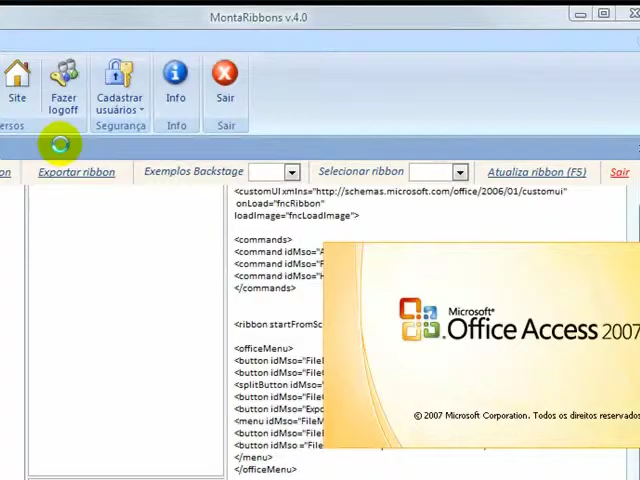 MontaRibbons v.4.0
Site
Fazer logoff
Cadastrar usuários
Info
Sair
ersos
Segurança
Info
Sair
on
Exportar ribbon
Exemplos Backstage
Selecionar ribbon
Atualiza ribbon (F5)
Sair
<customUI xmlns="http://schemas.microsoft.com/office/2006/01/customui"
onLoad="fncRibbon"
loadImage="fncLoadImage">
<commands>
<command idMso="A
<command idMso="F
<command idMso="H
</commands>
<ribbon startFromSc
<officeMenu>
<button idMso="File
<button idMso="File
<splitButton idMso=
<button idMso="File
<button idMso="Expo
<menu idMso="FileM
<button idMso="FileE
<button idMso ="File
</menu>
</officeMenu>
Microsoft®
Office Access 2007
© 2007 Microsoft Corporation. Todos os direitos reservados